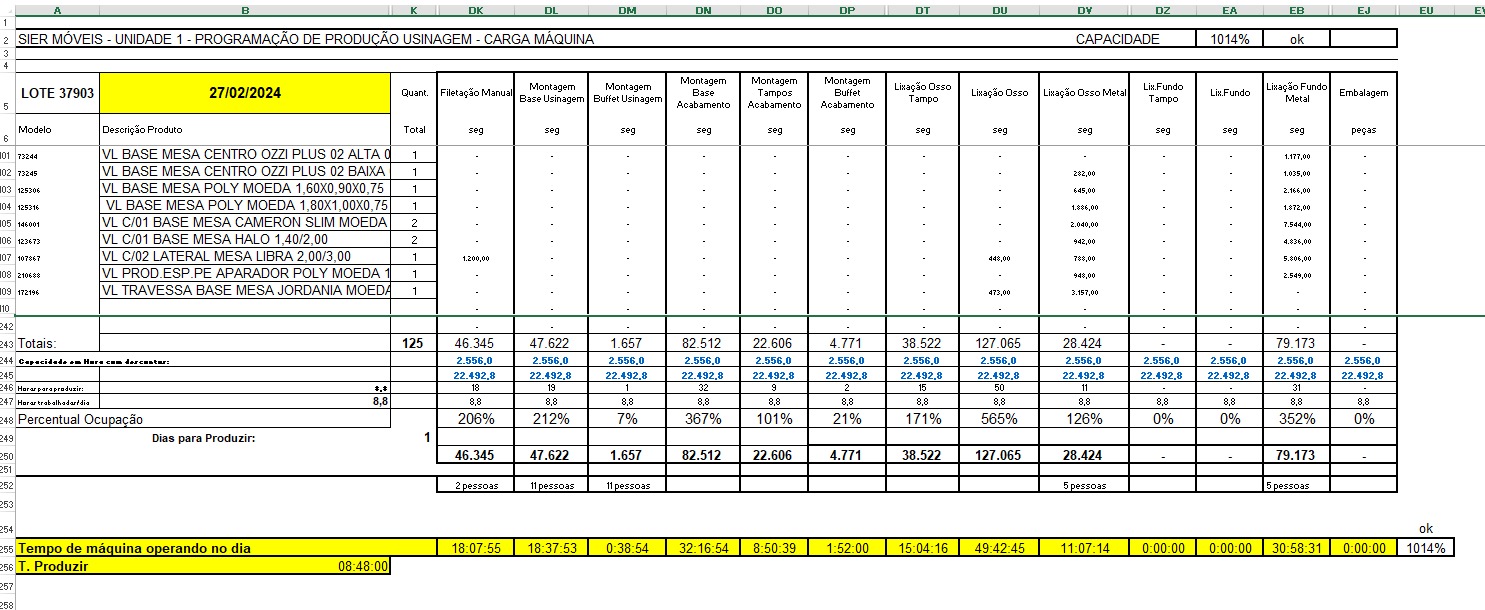 A B K DK DL DM DN DO DP DT DU DV DZ EA EB EJ EU
1
2 SIER MÓVEIS - UNIDADE 1 - PROGRAMAÇÃO DE PRODUÇÃO USINAGEM - CARGA MÁQUINA CAPACIDADE 1014% ok
3
4
5 LOTE 37903 27/02/2024 Quant. Filetação Manual Montagem Base Usinagem Montagem Buffet Usinagem Montagem Base Acabamento Montagem Tampos Acabamento Montagem Buffet Acabamento Lixação Osso Tampo Lixação Osso Lixação Osso Metal Lix.Fundo Tampo Lix.Fundo Lixação Fundo Metal Embalagem
6 Modelo Descrição Produto Total seg seg seg seg seg seg seg seg seg seg seg seg peças
101 73244 VL BASE MESA CENTRO OZZI PLUS 02 ALTA 0 1 - - - - - - - - - - - 1.177,00 -
102 73245 VL BASE MESA CENTRO OZZI PLUS 02 BAIXA 1 - - - - - - - - 282,00 - - 1.035,00 -
103 125306 VL BASE MESA POLY MOEDA 1,60X0,90X0,75 1 - - - - - - - - 645,00 - - 2.166,00 -
104 125316 VL BASE MESA POLY MOEDA 1,80X1,00X0,75 1 - - - - - - - - 1.886,00 - - 1.872,00 -
105 146001 VL C/01 BASE MESA CAMERON SLIM MOEDA 2 - - - - - - - - 2.040,00 - - 7.544,00 -
106 123673 VL C/01 BASE MESA HALO 1,40/2,00 2 - - - - - - - - 942,00 - - 4.836,00 -
107 107867 VL C/02 LATERAL MESA LIBRA 2,00/3,00 1 1.200,00 - - - - - - 448,00 788,00 - - 5.806,00 -
108 210688 VL PROD.ESP.PE APARADOR POLY MOEDA 1 1 - - - - - - - - 948,00 - - 2.549,00 -
109 172196 VL TRAVESSA BASE MESA JORDANIA MOEDA 1 - - - - - - - 473,00 3.157,00 - - - -
110 - - - - - - - - - - - - -
242 - - - - - - - - - - - - -
243 Totais: 125 46.345 47.622 1.657 82.512 22.606 4.771 38.522 127.065 28.424 - - 79.173 -
244 Capacidade em Hora com descontar: 2.556,0 2.556,0 2.556,0 2.556,0 2.556,0 2.556,0 2.556,0 2.556,0 2.556,0 2.556,0 2.556,0 2.556,0 2.556,0
245 22.492,8 22.492,8 22.492,8 22.492,8 22.492,8 22.492,8 22.492,8 22.492,8 22.492,8 22.492,8 22.492,8 22.492,8 22.492,8
246 Horas para produzir: 8,8 18 19 1 32 9 2 15 50 11 - - 31 -
247 Horas trabalhadas/dia 8,8 8,8 8,8 8,8 8,8 8,8 8,8 8,8 8,8 8,8 8,8 8,8 8,8 8,8
248 Percentual Ocupação 206% 212% 7% 367% 101% 21% 171% 565% 126% 0% 0% 352% 0%
249 Dias para Produzir: 1
250 46.345 47.622 1.657 82.512 22.606 4.771 38.522 127.065 28.424 - - 79.173 -
251
252 2 pessoas 11 pessoas 11 pessoas 5 pessoas 5 pessoas
253
254 ok
255 Tempo de máquina operando no dia 18:07:55 18:37:53 0:38:54 32:16:54 8:50:39 1:52:00 15:04:16 49:42:45 11:07:14 0:00:00 0:00:00 30:58:31 0:00:00 1014%
256 T. Produzir 08:48:00
257
258